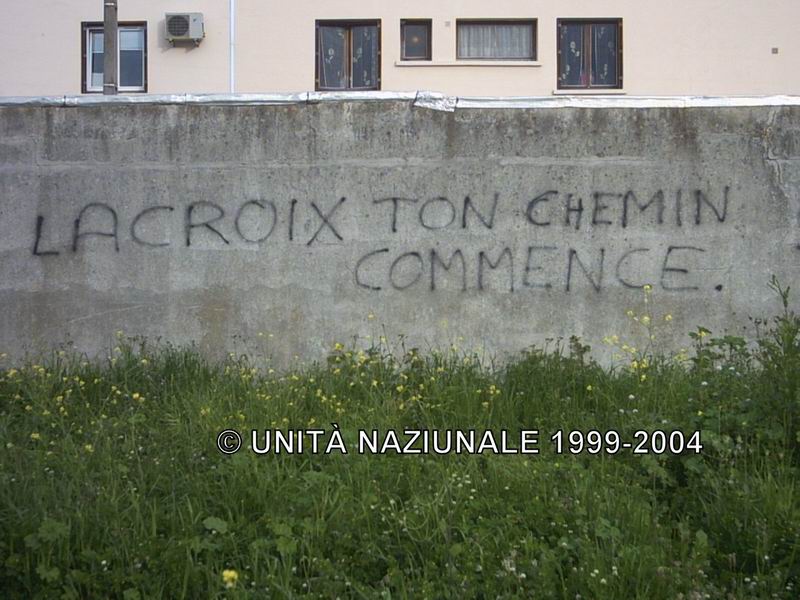 LACROIX TON CHEMIN
COMMENCE.
© UNITÀ NAZIUNALE 1999-2004